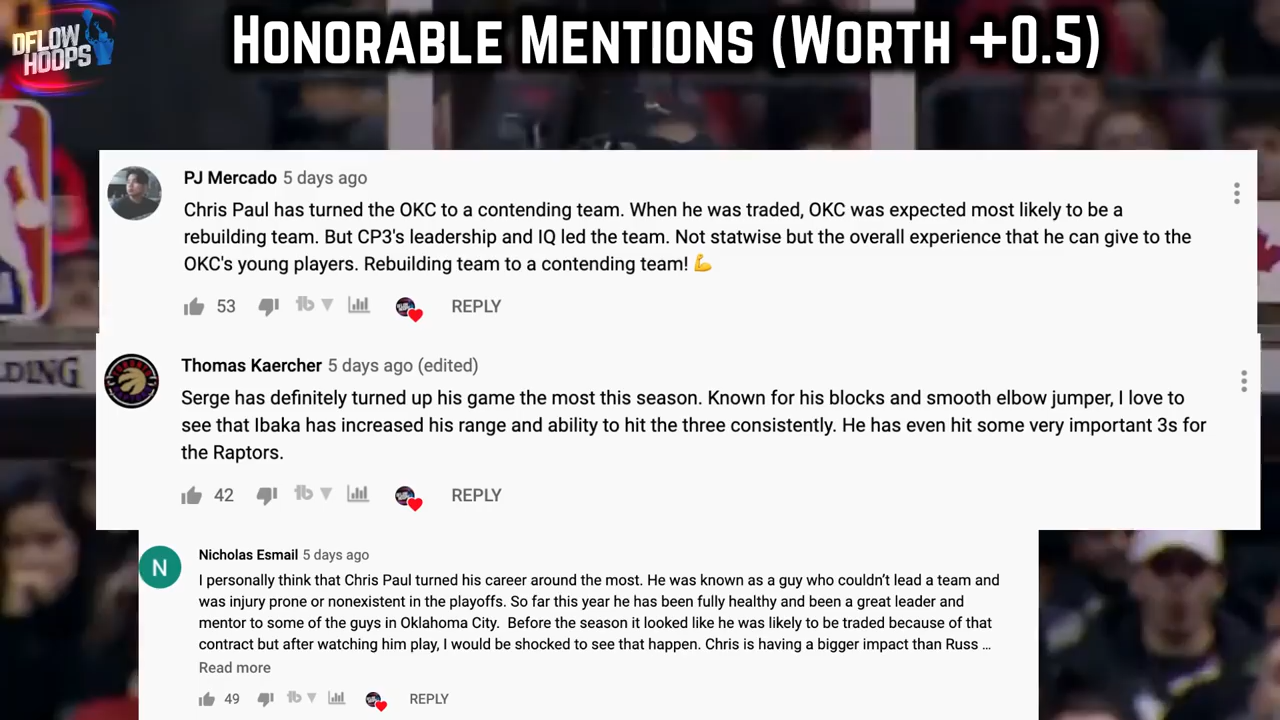 DFLOW
HOOPS
HONORABLE MENTIONS (WORTH +0.5)
PJ Mercado 5 days ago
Chris Paul has turned the OKC to a contending team. When he was traded, OKC was expected most likely to be a
rebuilding team. But CP3's leadership and IQ led the team. Not statwise but the overall experience that he can give to the
OKC's young players. Rebuilding team to a contending team! 💪
53 REPLY
LDING
Thomas Kaercher 5 days ago (edited)
Serge has definitely turned up his game the most this season. Known for his blocks and smooth elbow jumper, I love to
see that Ibaka has increased his range and ability to hit the three consistently. He has even hit some very important 3s for
the Raptors.
42 REPLY
N
Nicholas Esmail 5 days ago
I personally think that Chris Paul turned his career around the most. He was known as a guy who couldn't lead a team and
was injury prone or nonexistent in the playoffs. So far this year he has been fully healthy and been a great leader and
mentor to some of the guys in Oklahoma City.  Before the season it looked like he was likely to be traded because of that
contract but after watching him play, I would be shocked to see that happen. Chris is having a bigger impact than Russ ...
Read more
49 REPLY